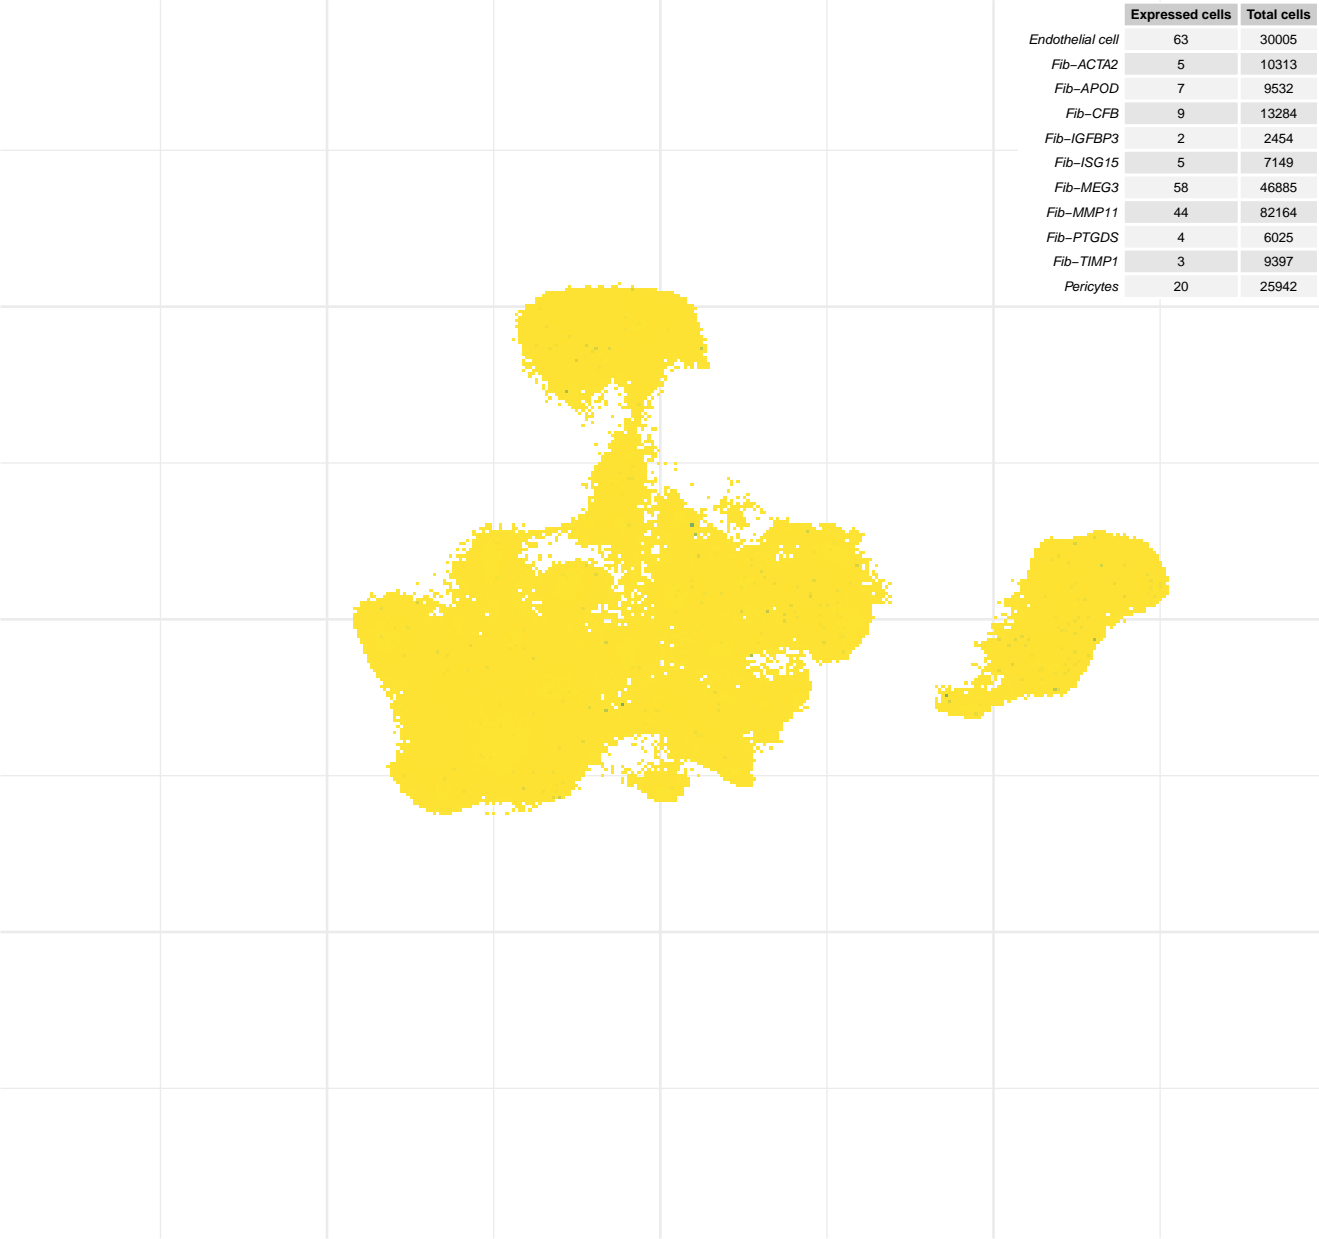 Expressed cells Total cells
Endothelial cell 63 30005
Fib−ACTA2 5 10313
Fib−APOD 7 9532
Fib−CFB 9 13284
Fib−IGFBP3 2 2454
Fib−ISG15 5 7149
Fib−MEG3 58 46885
Fib−MMP11 44 82164
Fib−PTGDS 4 6025
Fib−TIMP1 3 9397
Pericytes 20 25942